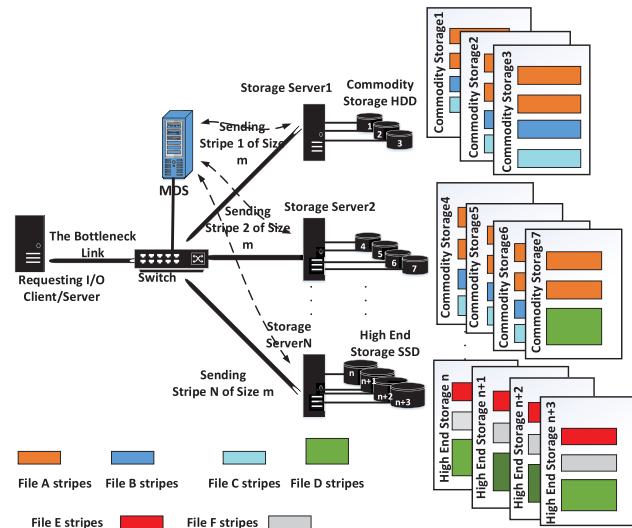 Storage Server1
Commodity
Storage HDD
1
2
3
Commodity Storage1
Commodity Storage2
Commodity Storage3
Sending
Stripe 1 of Size
m
MDS
Sending
Stripe 2 of Size
m
Storage Server2
4
5
6
7
Commodity Storage4
Commodity Storage5
Commodity Storage6
Commodity Storage7
The Bottleneck
Link
Requesting I/O
Client/Server
Switch
Storage
ServerN
High End
Storage SSD
n
n+1
n+2
n+3
High End Storage n
High End Storage n+1
High End Storage n+2
High End Storage n+3
Sending
Stripe N of Size m
File A stripes
File B stripes
File C stripes
File D stripes
File E stripes
File F stripes